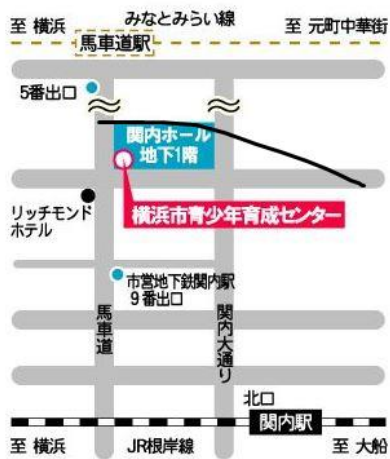 みなとみらい線
至 横浜
至 元町中華街
馬車道駅
5番出口
関内ホール
地下1階
横浜市青少年育成センター
リッチモンド
ホテル
市営地下鉄関内駅
9番出口
馬車道
関内大通り
北口
関内駅
至 横浜
JR根岸線
至 大船